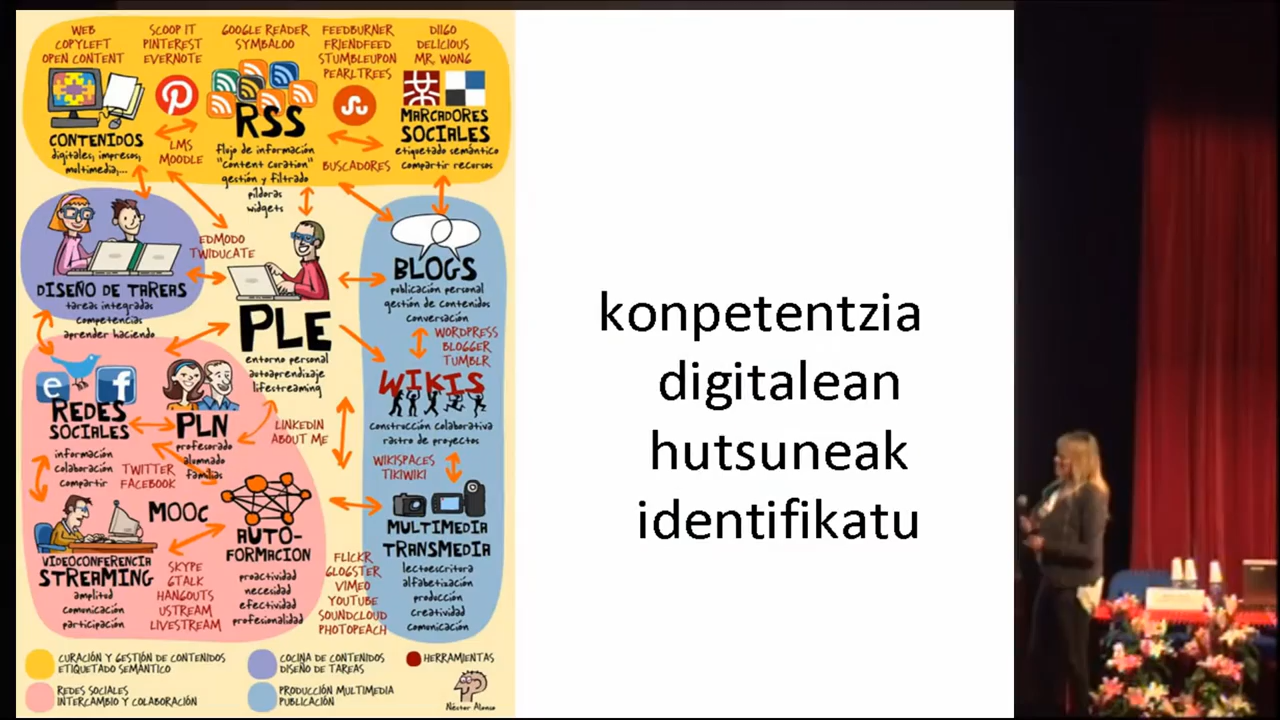 WEB
COPYLEFT
OPEN CONTENT
SCOOP IT
PINTEREST
EVERNOTE
GOOGLE READER
SYMBALOO
FEEDBURNER
FRIENDFEED
STUMBLEUPON
PEARLTREES
DIIGO
DELICIOUS
MR. WONG
CONTENIDOS
digitales, impresos,
multimedia,...
LMS
MOODLE
RSS
flujo de información
"content curation"
gestión y filtrado
píldoras
widgets
BUSCADORES
MARCADORES
SOCIALES
etiquetado semántico
compartir recursos
DISEÑO DE TAREAS
tareas integradas
competencias
aprender haciendo
EDMODO
TWIDUCATE
PLE
entorno personal
autoaprendizaje
lifestreaming
BLOGS
publicación personal
gestión de contenidos
conversación
WORDPRESS
BLOGGER
TUMBLR
WIKIS
construcción colaborativa
rastro de proyectos
WIKISPACES
TIKIWIKI
e
f
REDES
SOCIALES
información
colaboración
compartir
PLN
profesorado
alumnado
familias
TWITTER
FACEBOOK
LINKEDIN
ABOUT ME
MOOC
VIDEOCONFERENCIA
STREAMING
amplitud
comunicación
participación
SKYPE
GTALK
HANGOUTS
USTREAM
LIVESTREAM
AUTO-
FORMACION
proactividad
necesidad
efectividad
profesionalidad
FLICKR
GLOGSTER
VIMEO
YOUTUBE
SOUNDCLOUD
PHOTOPEACH
MULTIMEDIA
TRANSMEDIA
lectoescritura
alfabetización
producción
creatividad
comunicación
CURACIÓN Y GESTIÓN DE CONTENIDOS
ETIQUETADO SEMÁNTICO
COCINA DE CONTENIDOS
DISEÑO DE TAREAS
HERRAMIENTAS
REDES SOCIALES
INTERCAMBIO Y COLABORACIÓN
PRODUCCIÓN MULTIMEDIA
PUBLICACIÓN
Néstor Alonso
konpetentzia
digitalean
hutsuneak
identifikatu